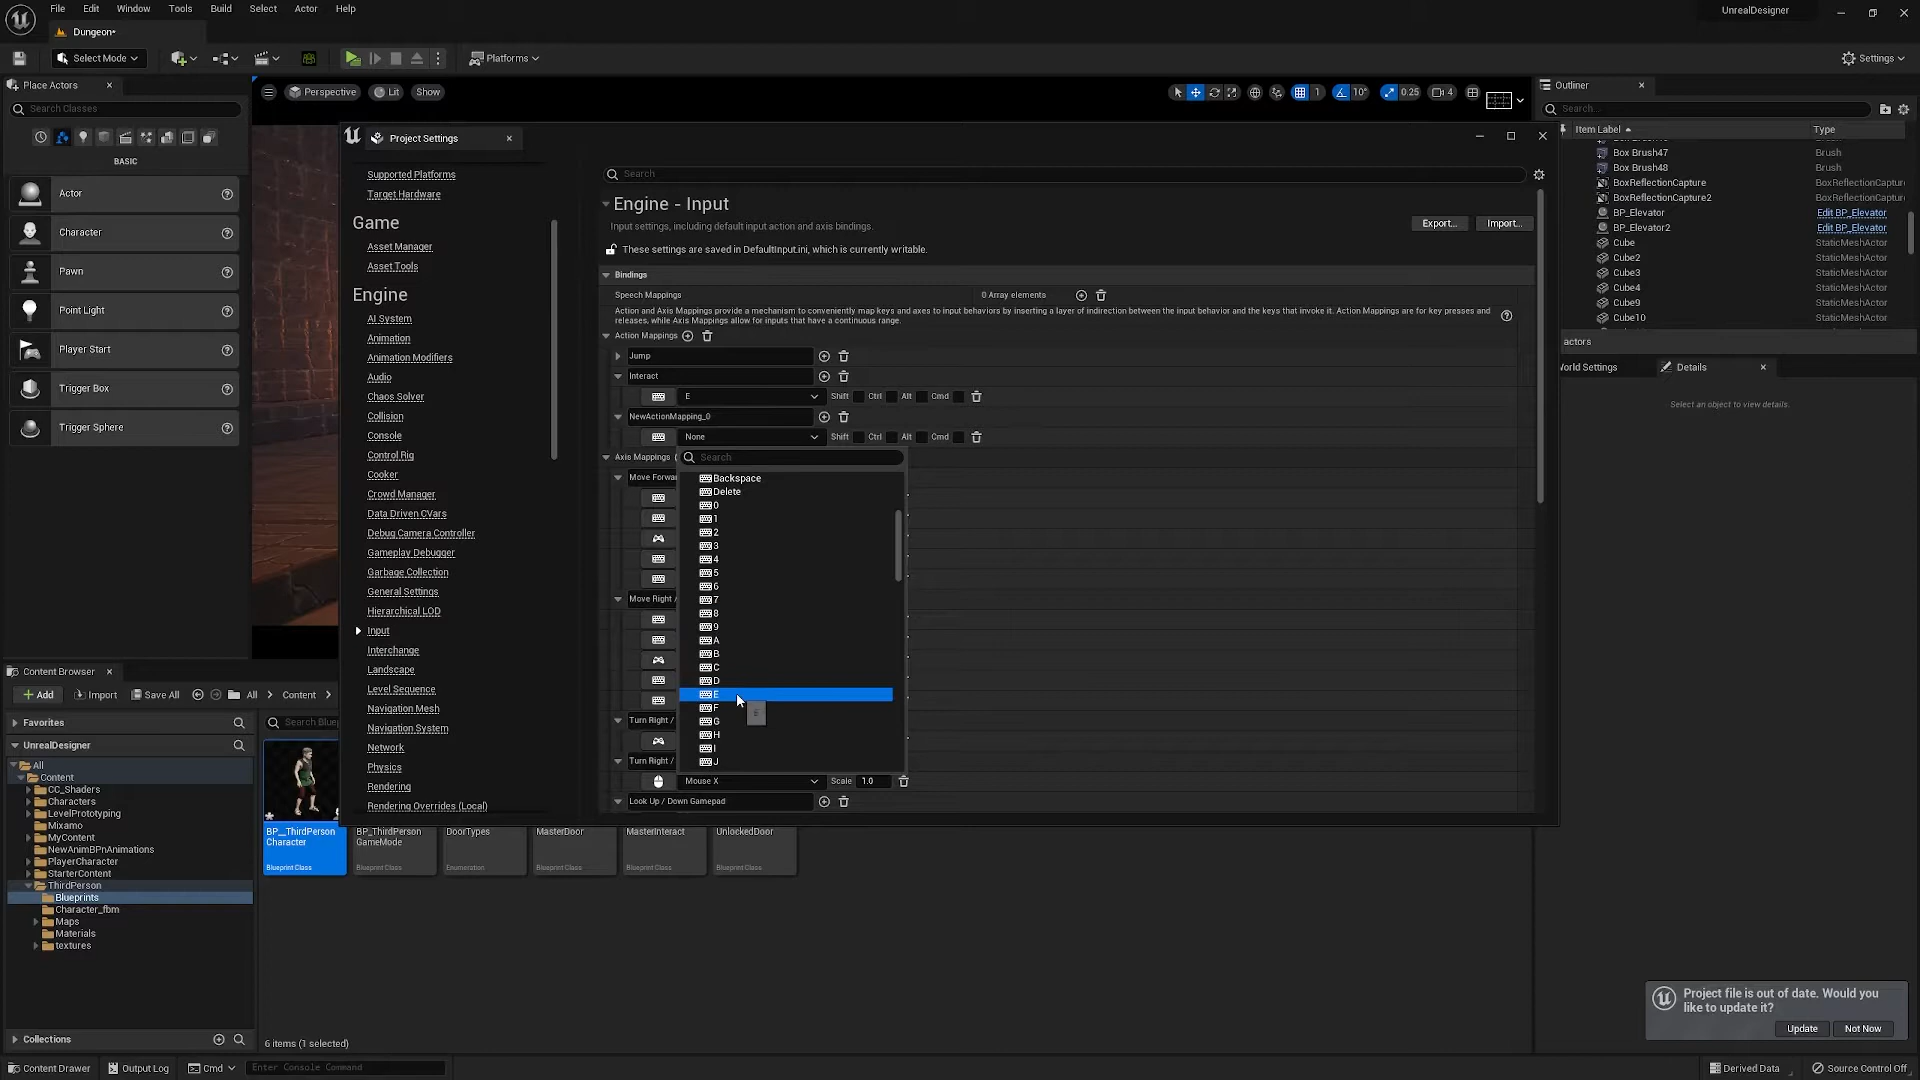 File Edit Window Tools Build Select Actor Help
UnrealDesigner
Dungeon*
Select Mode
Platforms
Settings
Place Actors
Search Classes
BASIC
Actor
Character
Pawn
Point Light
Player Start
Trigger Box
Trigger Sphere
Perspective Lit Show
1 10° 0.25 4
Project Settings
Supported Platforms
Target Hardware
Game
Asset Manager
Asset Tools
Engine
AI System
Animation
Animation Modifiers
Audio
Chaos Solver
Collision
Console
Control Rig
Cooker
Crowd Manager
Data Driven CVars
Debug Camera Controller
Gameplay Debugger
Garbage Collection
General Settings
Hierarchical LOD
Input
Interchange
Landscape
Level Sequence
Navigation Mesh
Navigation System
Network
Physics
Rendering
Rendering Overrides (Local)
Search
Engine - Input
Input settings, including default input action and axis bindings.
Export... Import...
These settings are saved in DefaultInput.ini, which is currently writable.
Bindings
Speech Mappings 0 Array elements
Action and Axis Mappings provide a mechanism to conveniently map keys and axes to input behaviors by inserting a layer of indirection between the input behavior and the keys that invoke it. Action Mappings are for key presses and
releases, while Axis Mappings allow for inputs that have a continuous range.
Action Mappings
Jump
Interact
E Shift Ctrl Alt Cmd
NewActionMapping_0
None Shift Ctrl Alt Cmd
Axis Mappings (
Search
Move Forwa
Backspace
Delete
0
1
2
3
4
5
6
7
8
9
A
B
C
D
E
F
G
H
I
J
Move Right /
Turn Right /
Turn Right /
Mouse X Scale 1.0
Look Up / Down Gamepad
Outliner
Search...
Item Label Type
Box Brush47 Brush
Box Brush48 Brush
BoxReflectionCapture BoxReflectionCaptur
BoxReflectionCapture2 BoxReflectionCaptur
BP_Elevator Edit BP_Elevator
BP_Elevator2 Edit BP_Elevator
Cube StaticMeshActor
Cube2 StaticMeshActor
Cube3 StaticMeshActor
Cube4 StaticMeshActor
Cube9 StaticMeshActor
Cube10 StaticMeshActor
actors
orld Settings Details
Select an object to view details.
Content Browser
Add Import Save All All Content
Favorites
UnrealDesigner
All
Content
CC_Shaders
Characters
LevelPrototyping
Mixamo
MyContent
NewAnimBPnAnimations
PlayerCharacter
StarterContent
ThirdPerson
Blueprints
Character_fbm
Maps
Materials
textures
Collections
Search Blue
BP__ThirdPerson
Character
Blueprint Class
BP_ThirdPerson
GameMode
Blueprint Class
DoorTypes
Enumeration
MasterDoor
Blueprint Class
MasterInteract
Blueprint Class
UnlockedDoor
Blueprint Class
6 items (1 selected)
Project file is out of date. Would you
like to update it?
Update Not Now
Content Drawer Output Log Cmd Enter Console Command
Derived Data Source Control Off